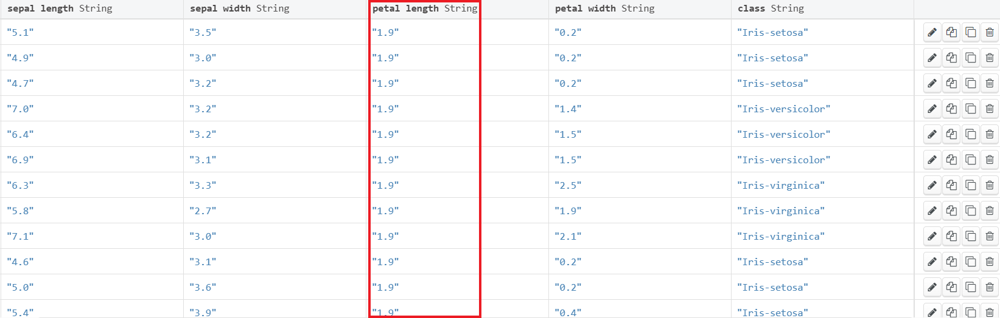 sepal length String sepal width String petal length String petal width String class String
"5.1" "3.5" "1.9" "0.2" "Iris-setosa"
"4.9" "3.0" "1.9" "0.2" "Iris-setosa"
"4.7" "3.2" "1.9" "0.2" "Iris-setosa"
"7.0" "3.2" "1.9" "1.4" "Iris-versicolor"
"6.4" "3.2" "1.9" "1.5" "Iris-versicolor"
"6.9" "3.1" "1.9" "1.5" "Iris-versicolor"
"6.3" "3.3" "1.9" "2.5" "Iris-virginica"
"5.8" "2.7" "1.9" "1.9" "Iris-virginica"
"7.1" "3.0" "1.9" "2.1" "Iris-virginica"
"4.6" "3.1" "1.9" "0.2" "Iris-setosa"
"5.0" "3.6" "1.9" "0.2" "Iris-setosa"
"5.4" "3.9" "1.9" "0.4" "Iris-setosa"